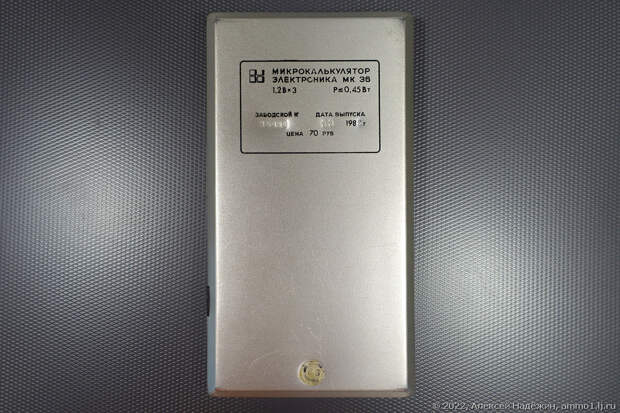 МИКРОКАЛЬКУЛЯТОР
ЭЛЕКТРОНИКА МК 36
1,2В×3 Р≤0,45Вт
ЗАВОДСКОЙ № ДАТА ВЫПУСКА
198 г
ЦЕНА 70 РУБ
© 2022, Алексей Надёжин, ammo1.lj.ru